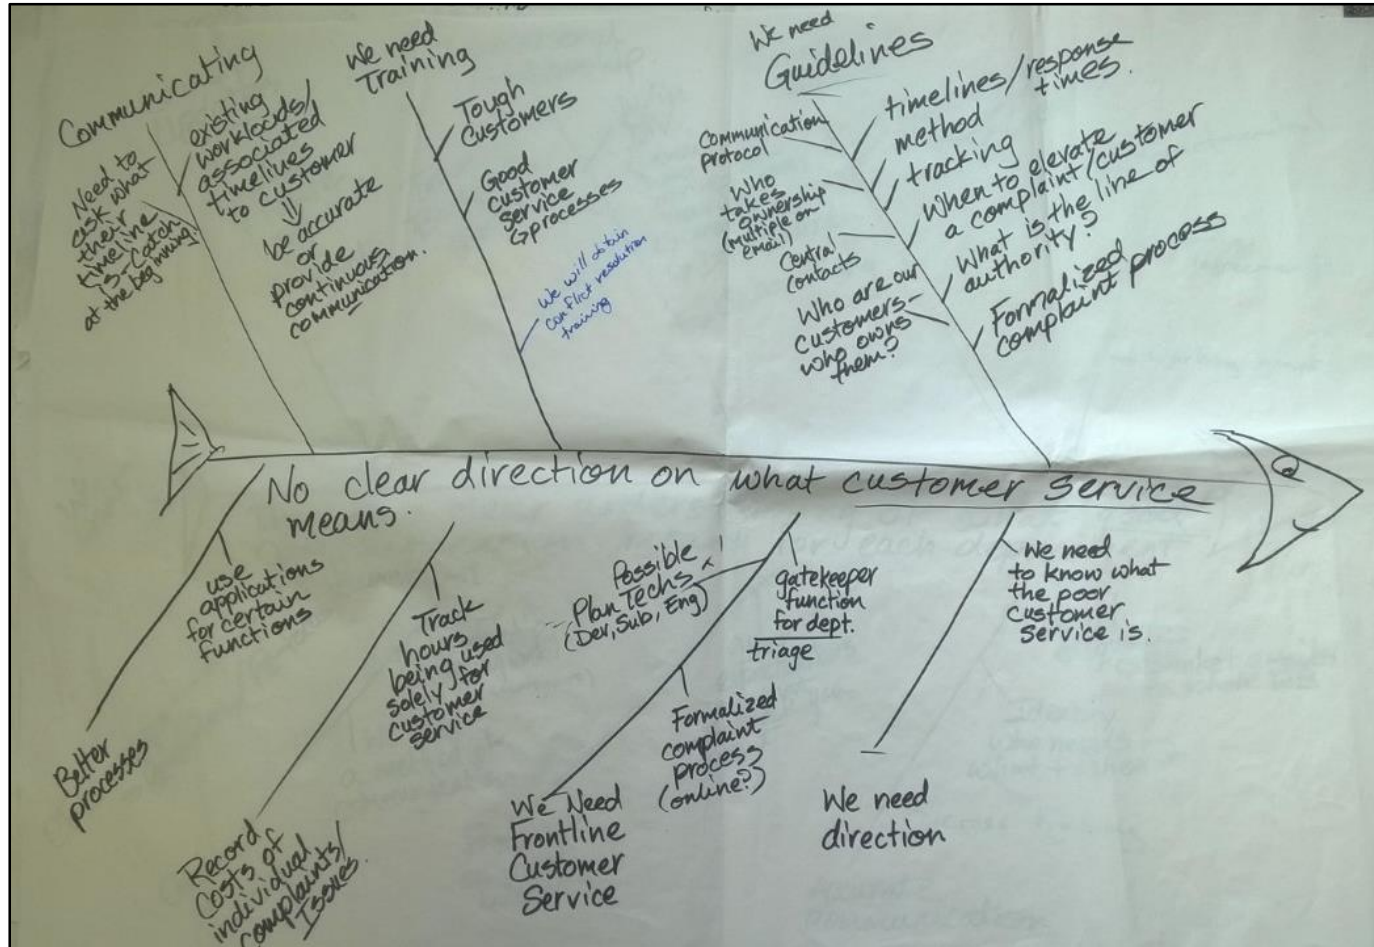 Communicating
Need to
ask what
their
timeline
is - Catch
at the beginning!
existing
workloads/
associated
timelines
to customer
⇓
be accurate
or
provide
continuous
communication.
We need
Training
Tough
Customers
Good
customer
service
processes
We will obtain
conflict resolution
training
We need
Guidelines
Communication
protocol
Who
takes
ownership
(multiple on
email)
Central
contacts
Who are our
customers-
who owns
them?
timelines/response
times.
method
tracking
When to elevate
a complaint/customer
What is the line of
authority?
Formalized
complaint process
No clear direction on what customer service
means.
use
applications
for certain
functions
Better
processes
Track
hours
being used
solely for
customer
service
Record
Costs of
individual
complaints/
Issues.
Possible
Plan Techs
(Dev, Sub, Eng)
gatekeeper
function
for dept.
triage
Formalized
complaint
process
(online?)
We Need
Frontline
Customer
Service
We need
to know what
the poor
customer
service is.
We need
direction